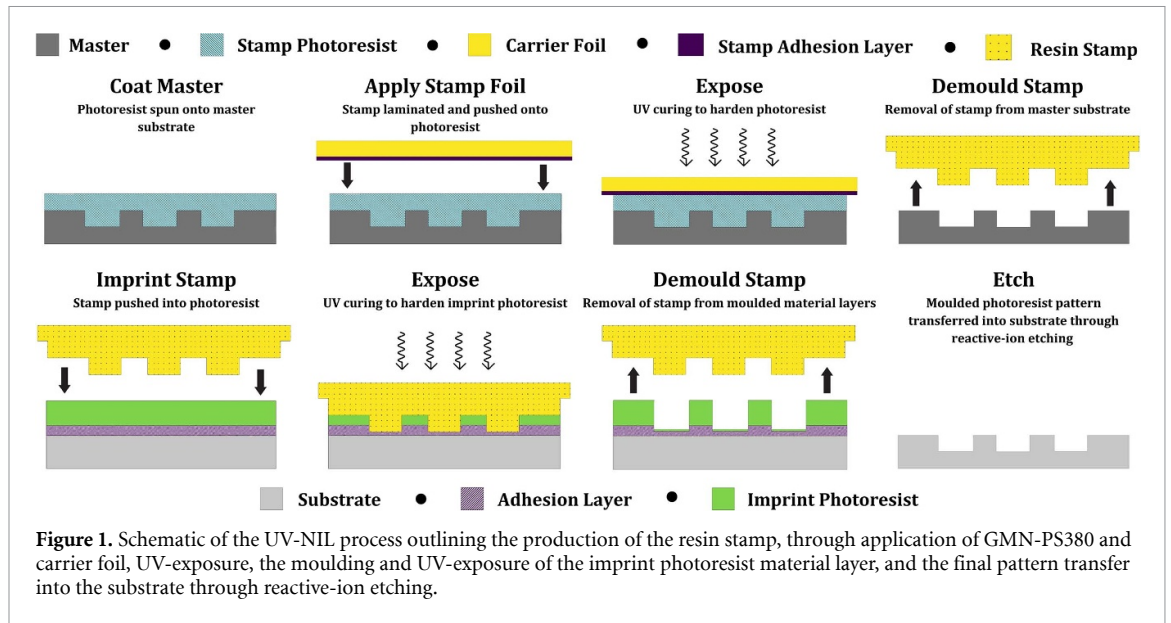 Master ● Stamp Photoresist ● Carrier Foil ● Stamp Adhesion Layer ● Resin Stamp
Coat Master
Photoresist spun onto master
substrate
Apply Stamp Foil
Stamp laminated and pushed onto
photoresist
Expose
UV curing to harden photoresist
Demould Stamp
Removal of stamp from master substrate
Imprint Stamp
Stamp pushed into photoresist
Expose
UV curing to harden imprint photoresist
Demould Stamp
Removal of stamp from moulded material layers
Etch
Moulded photoresist pattern
transferred into substrate through
reactive-ion etching
Substrate ● Adhesion Layer ● Imprint Photoresist
Figure 1. Schematic of the UV-NIL process outlining the production of the resin stamp, through application of GMN-PS380 and
carrier foil, UV-exposure, the moulding and UV-exposure of the imprint photoresist material layer, and the final pattern transfer
into the substrate through reactive-ion etching.